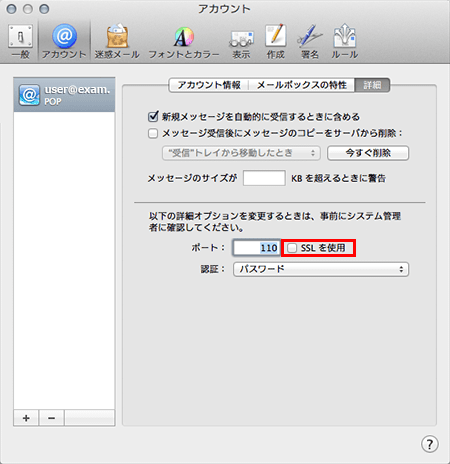 アカウント
一般 アカウント 迷惑メール フォントとカラー 表示 作成 署名 ルール
user@exam.
POP
アカウント情報 メールボックスの特性 詳細
新規メッセージを自動的に受信するときに含める
メッセージ受信後にメッセージのコピーをサーバから削除：
"受信"トレイから移動したとき 今すぐ削除
メッセージのサイズが KB を超えるときに警告
以下の詳細オプションを変更するときは、事前にシステム管理
者に確認してください。
ポート： 110 SSL を使用
認証： パスワード
+ − ?